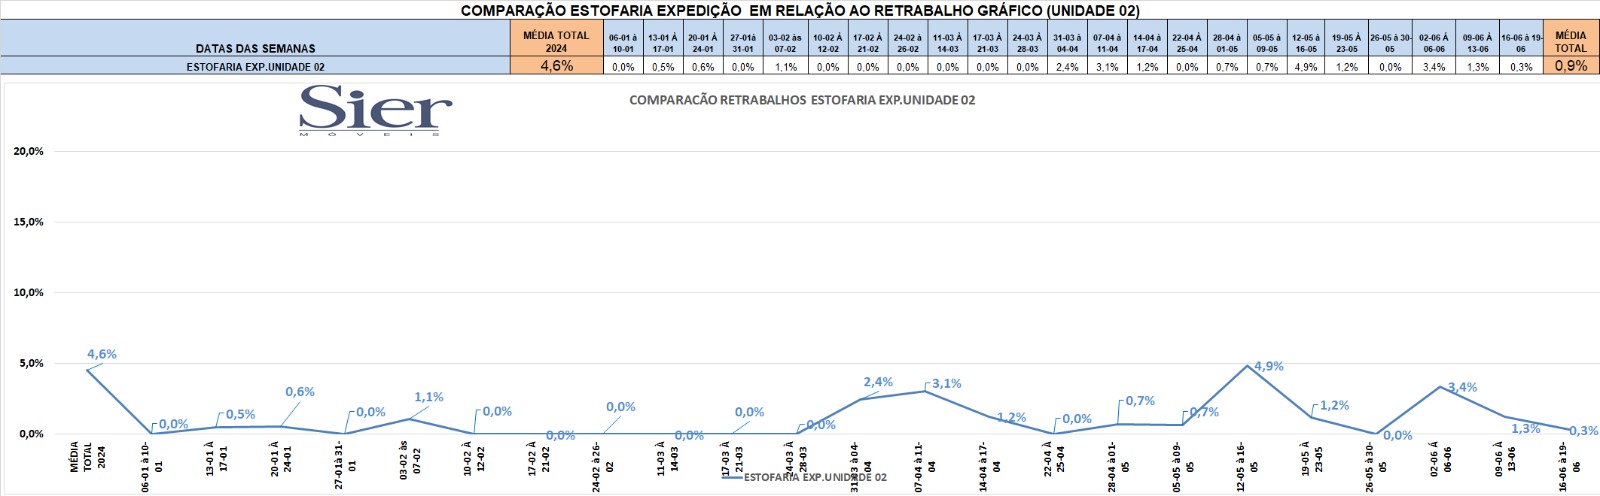 COMPARAÇÃO ESTOFARIA EXPEDIÇÃO EM RELAÇÃO AO RETRABALHO GRÁFICO (UNIDADE 02)
DATAS DAS SEMANAS MÉDIA TOTAL 2024 06-01 à 10-01 13-01 Á 17-01 20-01 à 24-01 27-01à 31-01 03-02 às 07-02 10-02 À 12-02 17-02 À 21-02 24-02 à 26-02 11-03 À 14-03 17-03 Á 21-03 24-03 à 28-03 31-03 à 04-04 07-04 à 11-04 14-04 à 17-04 22-04 Á 25-04 28-04 à 01-05 05-05 à 09-05 12-05 à 16-05 19-05 À 23-05 26-05 à 30-05 02-06 Á 06-06 09-06 À 13-06 16-06 à 19-06 MÉDIA TOTAL
ESTOFARIA EXP.UNIDADE 02 4,6% 0,0% 0,5% 0,6% 0,0% 1,1% 0,0% 0,0% 0,0% 0,0% 0,0% 0,0% 2,4% 3,1% 1,2% 0,0% 0,7% 0,7% 4,9% 1,2% 0,0% 3,4% 1,3% 0,3% 0,9%
Sier
MÓVEIS
COMPARACÃO RETRABALHOS ESTOFARIA EXP.UNIDADE 02
20,0%
15,0%
10,0%
5,0%
0,0%
4,6% 0,0% 0,5% 0,6% 0,0% 1,1% 0,0% 0,0% 0,0% 0,0% 0,0% 0,0% 2,4% 3,1% 1,2% 0,0% 0,7% 0,7% 4,9% 1,2% 0,0% 3,4% 1,3% 0,3%
MÉDIA TOTAL 2024
06-01 à 10-01
13-01 Á 17-01
20-01 à 24-01
27-01à 31-01
03-02 às 07-02
10-02 À 12-02
17-02 À 21-02
24-02 à 26-02
11-03 À 14-03
17-03 Á 21-03
24-03 à 28-03
31-03 à 04-04
07-04 à 11-04
14-04 à 17-04
22-04 Á 25-04
28-04 à 01-05
05-05 à 09-05
12-05 à 16-05
19-05 À 23-05
26-05 à 30-05
02-06 Á 06-06
09-06 À 13-06
16-06 à 19-06
ESTOFARIA EXP.UNIDADE 02